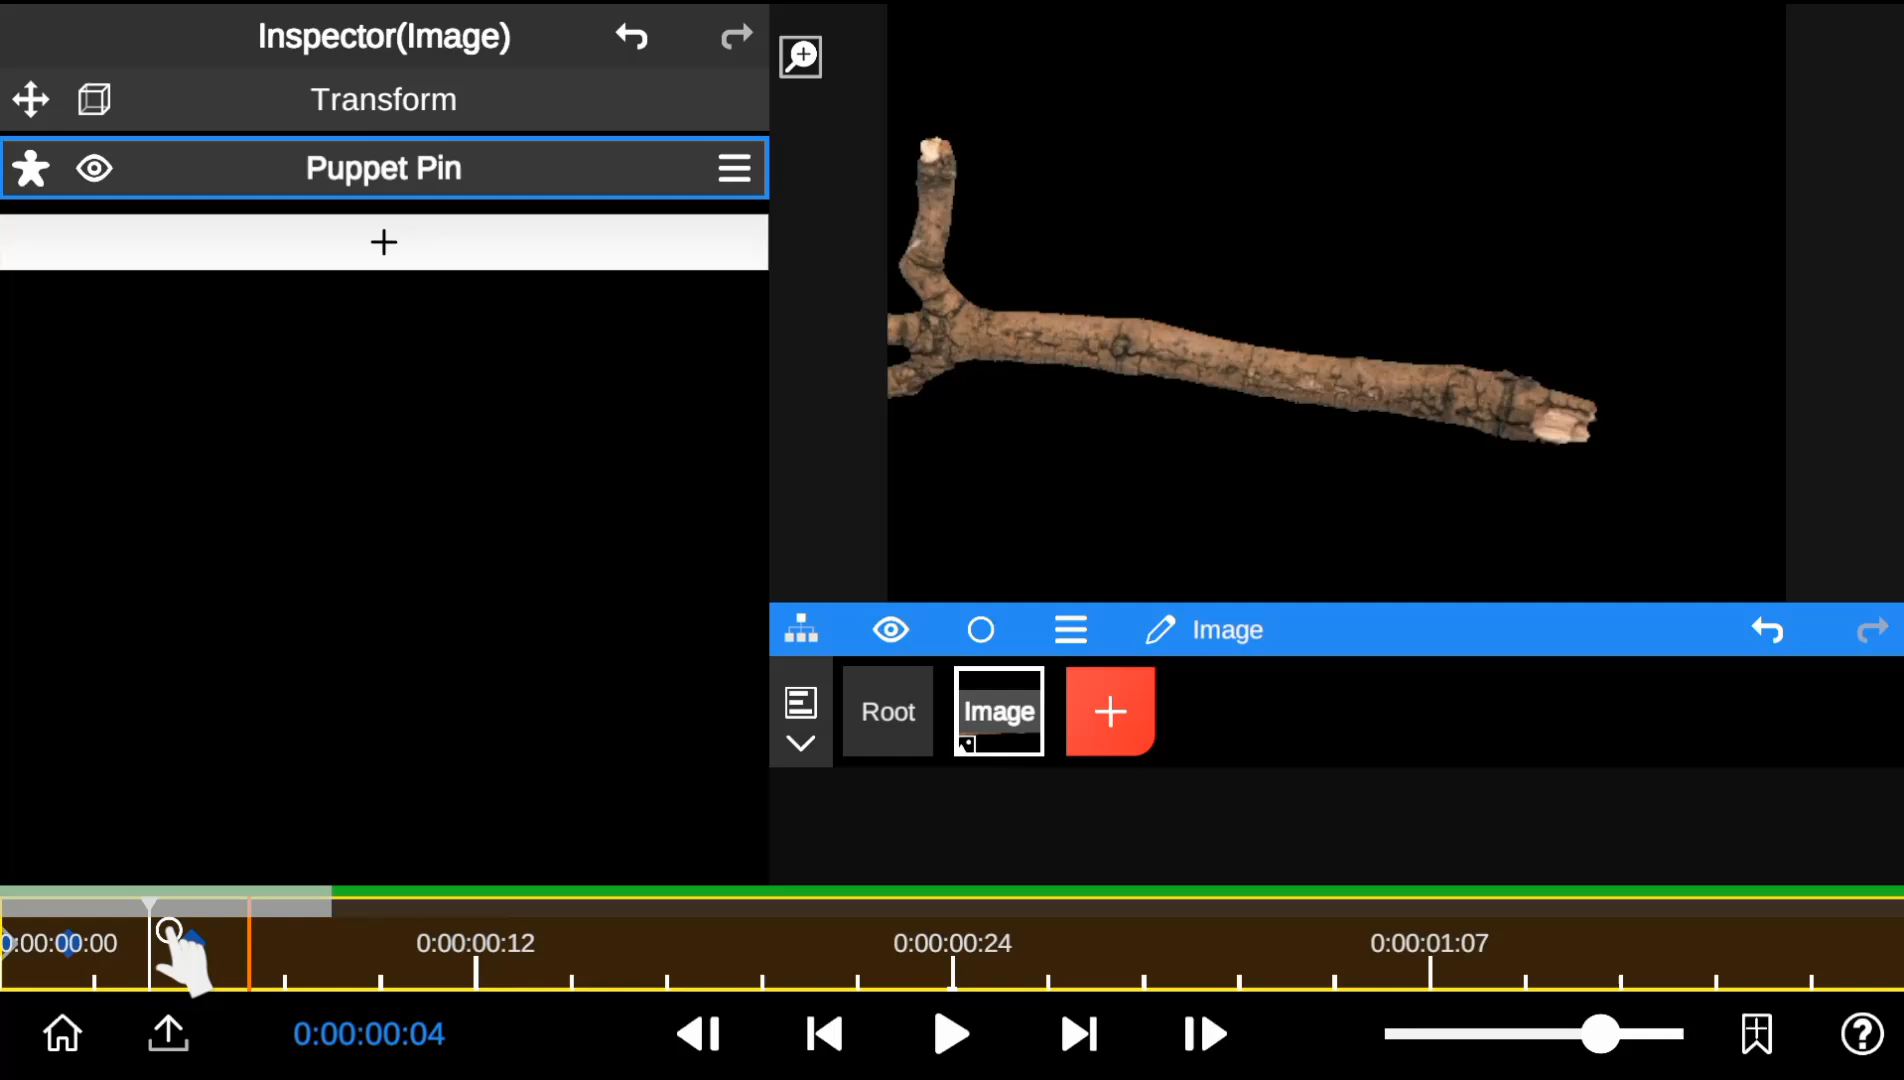 Inspector(Image)
Transform
Puppet Pin
+
Image
Root
Image
+
0:00:00:00
0:00:00:12
0:00:00:24
0:00:01:07
0:00:00:04